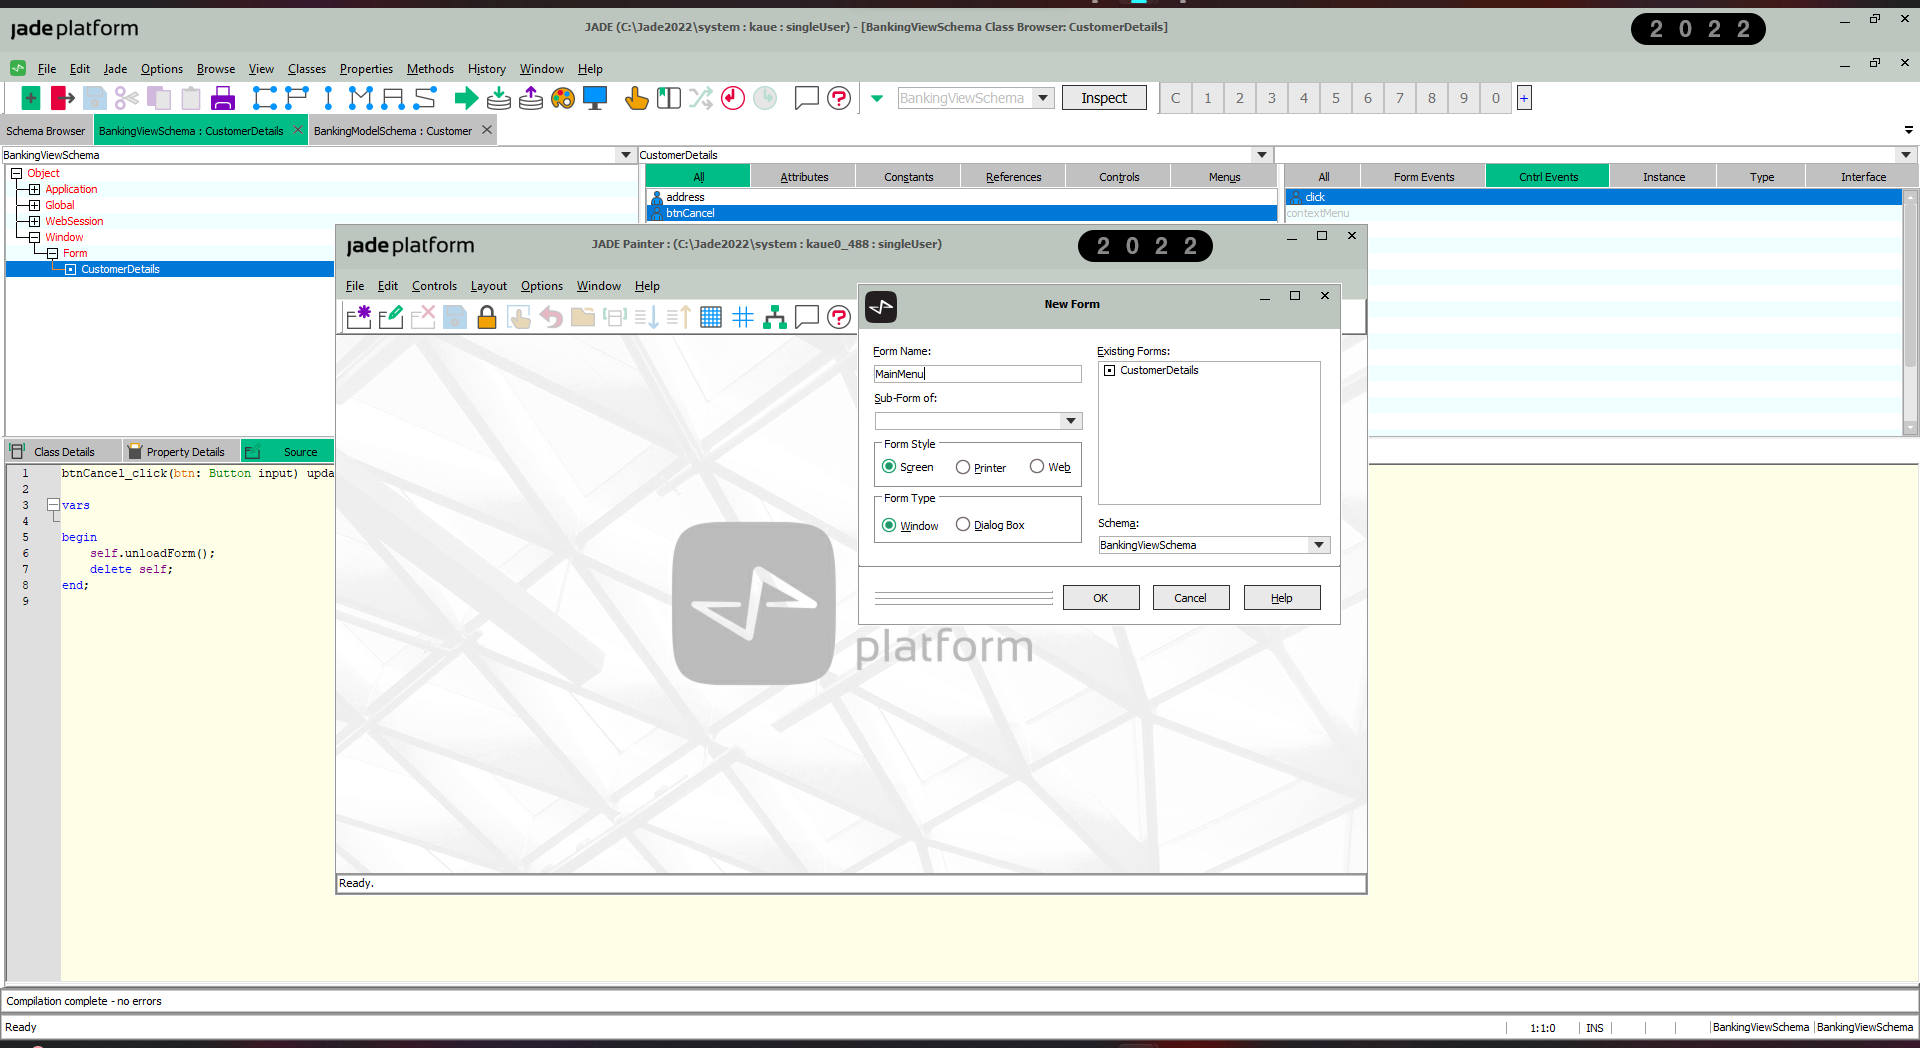 jade platform
JADE (C:\Jade2022\system : kaue : singleUser) - [BankingViewSchema Class Browser: CustomerDetails]
2 0 2 2
File Edit Jade Options Browse View Classes Properties Methods History Window Help
BankingViewSchema
Inspect
C 1 2 3 4 5 6 7 8 9 0 +
Schema Browser
BankingViewSchema : CustomerDetails
BankingModelSchema : Customer
BankingViewSchema
CustomerDetails
Object
Application
Global
WebSession
Window
Form
CustomerDetails
All Attributes Constants References Controls Menus
address
btnCancel
All Form Events Cntrl Events Instance Type Interface
click
contextMenu
jade platform
JADE Painter : (C:\Jade2022\system : kaue0_488 : singleUser)
2 0 2 2
File Edit Controls Layout Options Window Help
New Form
Form Name:
MainMenu
Sub-Form of:
Form Style
Screen Printer Web
Form Type
Window Dialog Box
Existing Forms:
CustomerDetails
Schema:
BankingViewSchema
OK Cancel Help
platform
Ready.
Class Details Property Details Source
1 btnCancel_click(btn: Button input) upda
2
3 vars
4
5 begin
6 self.unloadForm();
7 delete self;
8 end;
9
Compilation complete - no errors
Ready
1:1:0 INS BankingViewSchema BankingViewSchema